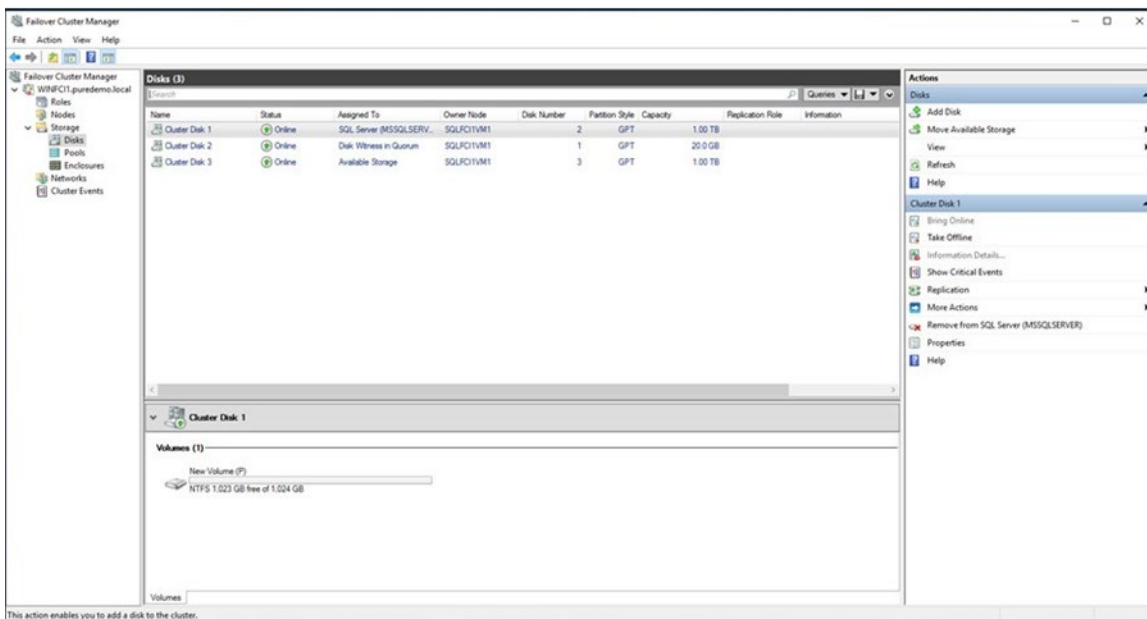 Failover Cluster Manager
File Action View Help
Failover Cluster Manager
WINFCI1.puredemo.local
Roles
Nodes
Storage
Disks
Pools
Enclosures
Networks
Cluster Events
Disks (3)
Search
Queries
Name Status Assigned To Owner Node Disk Number Partition Style Capacity Replication Role Information
Cluster Disk 1 Online SQL Server (MSSQLSERV... SQLFCI1VM1 2 GPT 1.00 TB
Cluster Disk 2 Online Disk Witness in Quorum SQLFCI1VM1 1 GPT 20.0 GB
Cluster Disk 3 Online Available Storage SQLFCI1VM1 3 GPT 1.00 TB
Cluster Disk 1
Volumes (1)
New Volume (P)
NTFS 1,023 GB free of 1,024 GB
Volumes
Actions
Disks
Add Disk
Move Available Storage
View
Refresh
Help
Cluster Disk 1
Bring Online
Take Offline
Information Details...
Show Critical Events
Replication
More Actions
Remove from SQL Server (MSSQLSERVER)
Properties
Help
This action enables you to add a disk to the cluster.